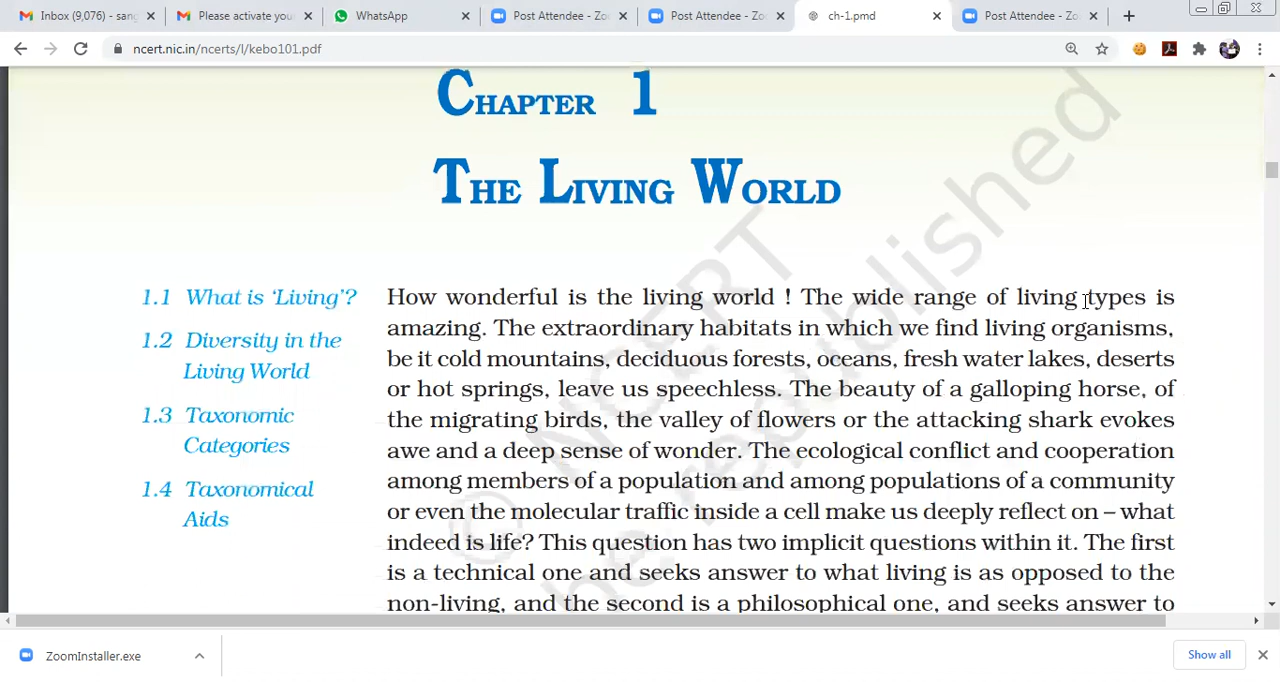 Inbox (9,076) - sang
Please activate you
WhatsApp
Post Attendee - Zoo
Post Attendee - Zoo
ch-1.pmd
Post Attendee - Zoo
ncert.nic.in/ncerts/l/kebo101.pdf
CHAPTER 1
THE LIVING WORLD
1.1 What is ‘Living’?
1.2 Diversity in the
Living World
1.3 Taxonomic
Categories
1.4 Taxonomical
Aids
How wonderful is the living world ! The wide range of living types is
amazing. The extraordinary habitats in which we find living organisms,
be it cold mountains, deciduous forests, oceans, fresh water lakes, deserts
or hot springs, leave us speechless. The beauty of a galloping horse, of
the migrating birds, the valley of flowers or the attacking shark evokes
awe and a deep sense of wonder. The ecological conflict and cooperation
among members of a population and among populations of a community
or even the molecular traffic inside a cell make us deeply reflect on – what
indeed is life? This question has two implicit questions within it. The first
is a technical one and seeks answer to what living is as opposed to the
non-living, and the second is a philosophical one, and seeks answer to
© NCERT
be republished
ZoomInstaller.exe
Show all